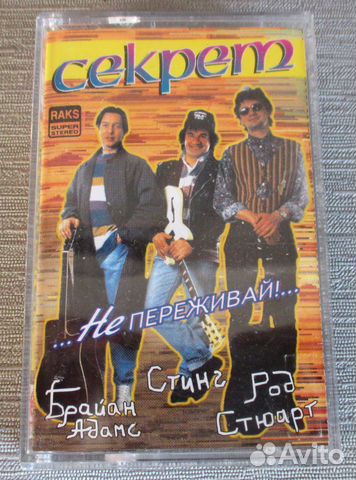 секрет
RAKS
SUPER
STEREO
... Не ПЕРЕЖИВАЙ!...
Брайан
Адамс
Стинг
Род
Стюарт
Avito